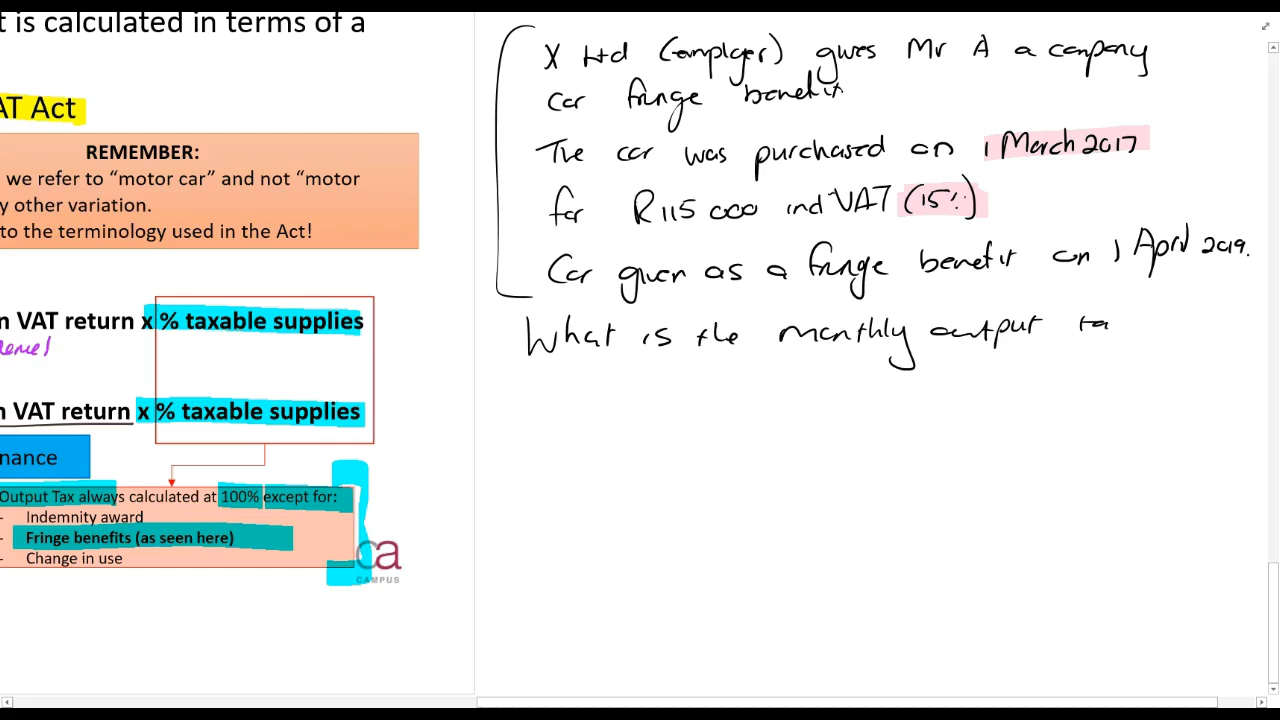 t is calculated in terms of a
AT Act
REMEMBER:
we refer to “motor car” and not “motor
y other variation.
to the terminology used in the Act!
n VAT return x % taxable supplies
n VAT return x % taxable supplies
nance
Output Tax always calculated at 100% except for:
- Indemnity award
- Fringe benefits (as seen here)
- Change in use
ca
CAMPUS
X Ltd (employer) gives Mr A a company
car fringe benefit
The car was purchased on 1 March 2017
for R115 000 incl VAT (15%)
Car given as a fringe benefit on 1 April 2019.
What is the monthly output ta